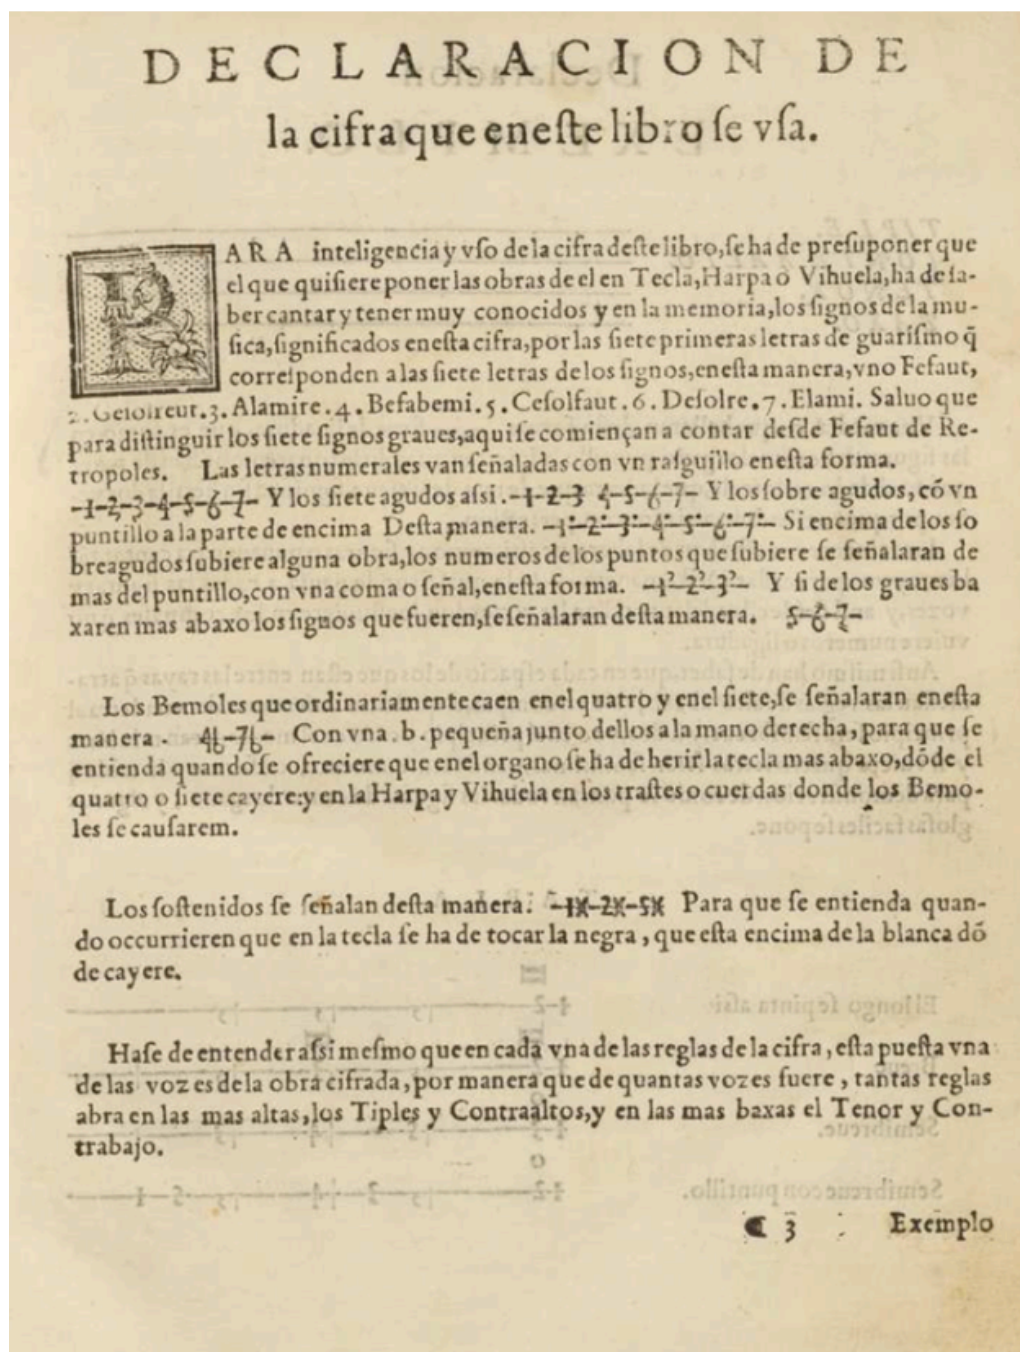 DECLARACION DE
la cifra que eneste libro se vsa.
PARA inteligencia y vso de la cifra deste libro, se ha de presuponer que
el que quisiere poner las obras de el en Teclā, Harpa o Vihuela, ha de sa-
ber cantar y tener muy conocidos y en la memoria, los signos de la mu-
sica, significados enesta cifra, por las siete primeras letras de guarismo q̄
corresponden a las siete letras de los signos, enesta manera, vno Fefaut,
2. Gesolreut. 3. Alamire. 4. Befabemi. 5. Cesolfaut. 6. Desolre. 7. Elami. Saluo que
para distinguir los siete signos graues, aqui se comiençan a contar desde Fefaut de Re-
tropoles. Las letras numerales van señaladas con vn rasguillo enesta forma.
-1-2-3-4-5-6-7- Y los siete agudos assi. -1-2-3 4-5-6-7- Y los sobre agudos, cō vn
puntillo a la parte de encima Desta manera. -1·-2·-3·-4·-5·-6·-7·- Si encima de los so
breagudos subiere alguna obra, los numeros de los puntos que subiere se señalaran de
mas del puntillo, con vna coma o señal, enesta forma. -1?-2?-3?- Y si de los graues ba
xaren mas abaxo los signos que fueren, se señalaran desta manera. 5-6-7-
Los Bemoles que ordinariamente caen enel quatro y enel siete, se señalaran enesta
manera. 4b-7b- Con vna .b. pequeña junto dellos a la mano derecha, para que se
entienda quando se ofreciere que enel organo se ha de herir la tecla mas abaxo, dōde el
quatro o siete cayere: y en la Harpa y Vihuela en los trastes o cuerdas donde los Bemo-
les se causarem.
Los sostenidos se señalan desta manera: -1X-2X-5X Para que se entienda quan-
do occurrieren que en la tecla se ha de tocar la negra, que esta encima de la blanca dō
de cayere.
Hase de entender assi mesmo que en cada vna de las reglas de la cifra, esta puesta vna
de las vozes de la obra cifrada, por manera que de quantas vozes fuere, tantas reglas
abra en las mas altas, los Tiples y Contraaltos, y en las mas baxas el Tenor y Con-
trabajo.
3 Exemplo